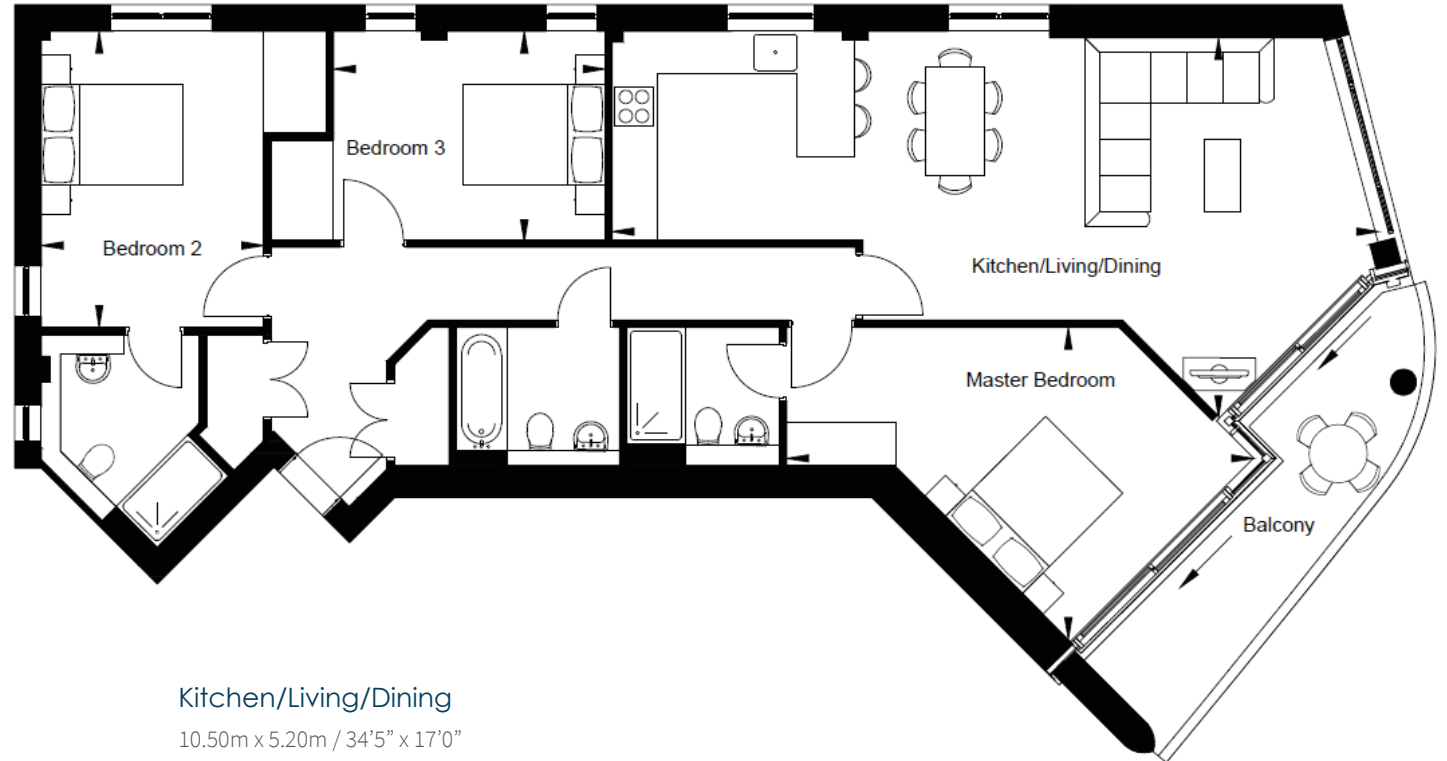 Bedroom 3
Bedroom 2
Kitchen/Living/Dining
Master Bedroom
Balcony
Kitchen/Living/Dining
10.50m x 5.20m / 34’5” x 17’0”